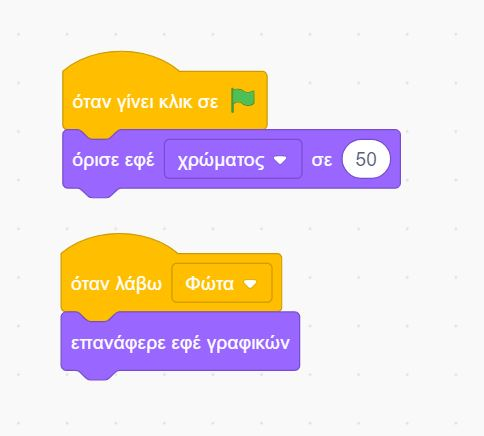 όταν γίνει κλικ σε
όρισε εφέ χρώματος σε 50
όταν λάβω Φώτα
επανάφερε εφέ γραφικών